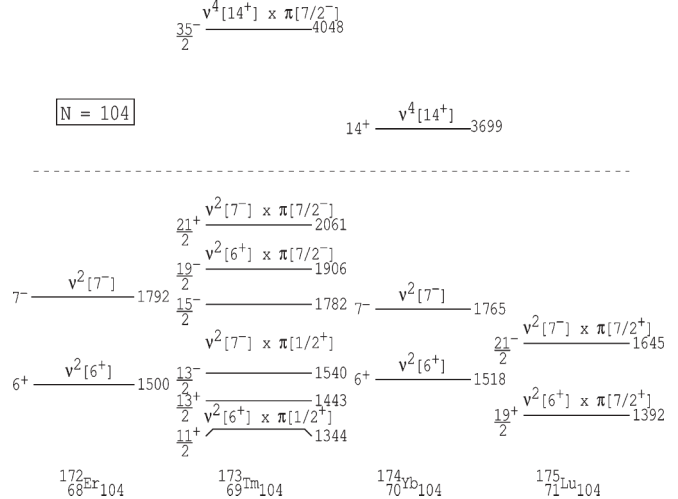 ν⁴[14⁺] x π[7/2⁻]
35⁻/2 4048
N = 104
ν⁴[14⁺]
14⁺ 3699
ν²[7⁻] x π[7/2⁻]
21⁺/2 2061
ν²[6⁺] x π[7/2⁻]
19⁻/2 1906
ν²[7⁻]
7⁻ 1792
15⁻/2 1782
ν²[7⁻]
7⁻ 1765
ν²[7⁻] x π[1/2⁺]
ν²[7⁻] x π[7/2⁺]
21⁻/2 1645
13⁻/2 1540
ν²[6⁺]
6⁺ 1500
ν²[6⁺]
6⁺ 1518
13⁺/2 1443
ν²[6⁺] x π[1/2⁺]
11⁺/2 1344
ν²[6⁺] x π[7/2⁺]
19⁺/2 1392
¹⁷²₆₈Er₁₀₄ ¹⁷³₆₉Tm₁₀₄ ¹⁷⁴₇₀Yb₁₀₄ ¹⁷⁵₇₁Lu₁₀₄